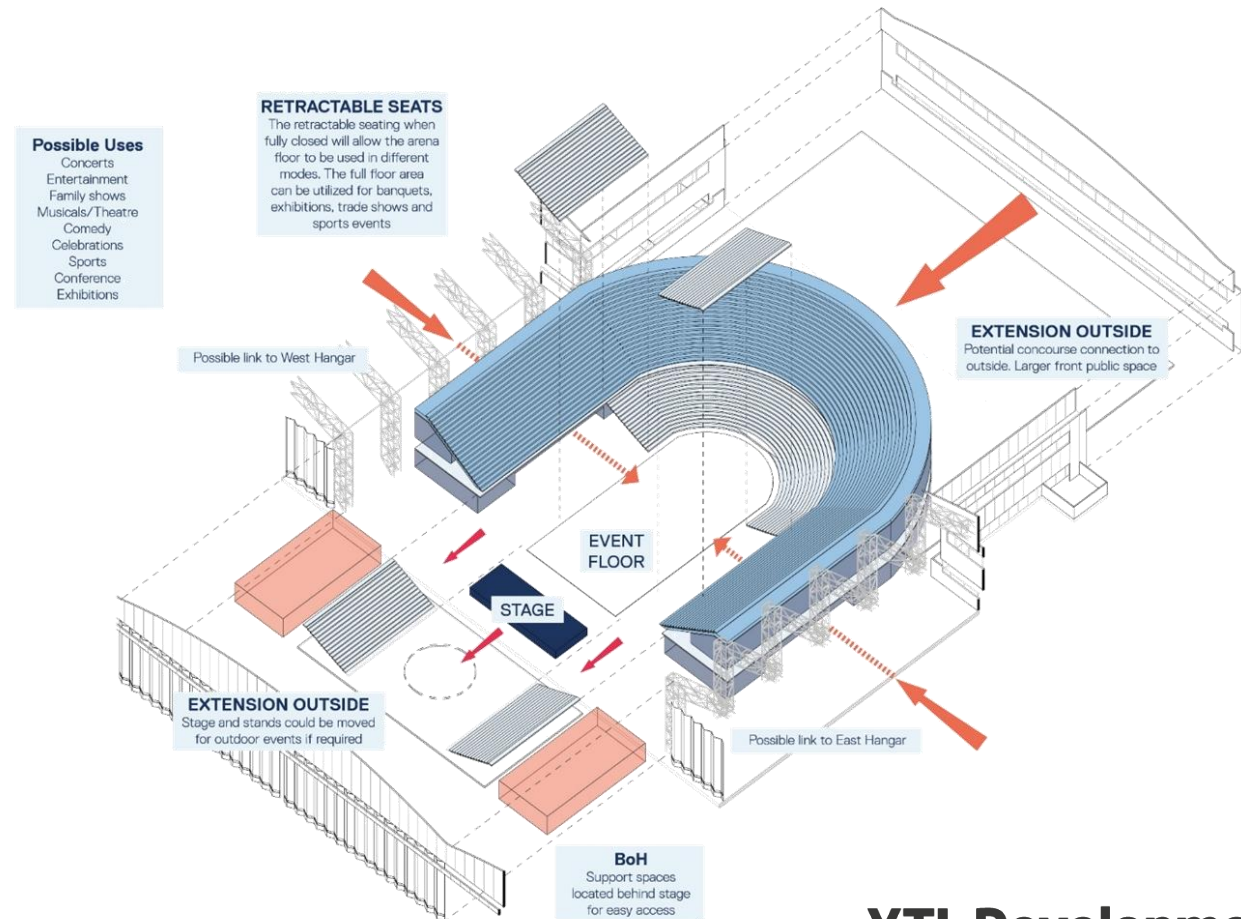 Possible Uses
Concerts
Entertainment
Family shows
Musicals/Theatre
Comedy
Celebrations
Sports
Conference
Exhibitions
RETRACTABLE SEATS
The retractable seating when
fully closed will allow the arena
floor to be used in different
modes. The full floor area
can be utilized for banquets,
exhibitions, trade shows and
sports events
Possible link to West Hangar
EXTENSION OUTSIDE
Potential concourse connection to
outside. Larger front public space
EVENT
FLOOR
STAGE
EXTENSION OUTSIDE
Stage and stands could be moved
for outdoor events if required
Possible link to East Hangar
BoH
Support spaces
located behind stage
for easy access